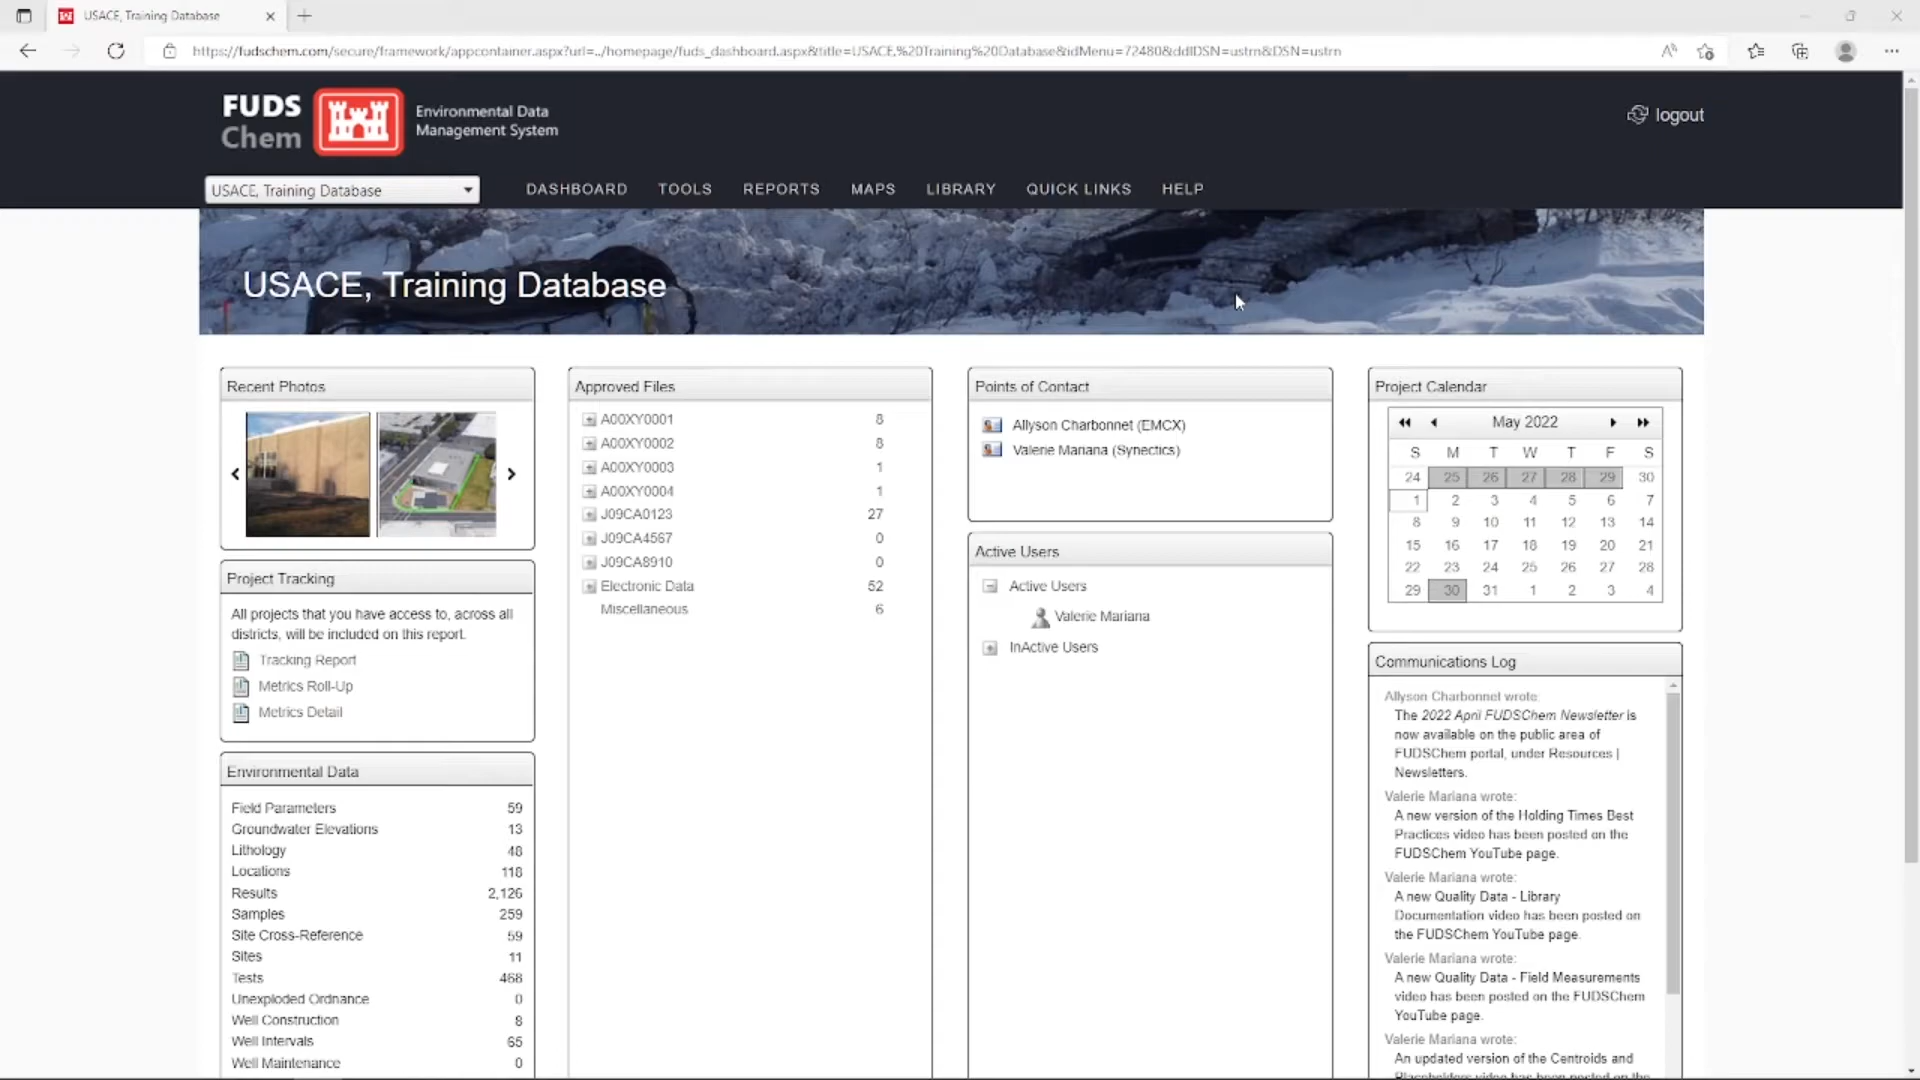 USACE, Training Database
https://fudschem.com/secure/framework/appcontainer.aspx?url=../homepage/fuds_dashboard.aspx&title=USACE,%20Training%20Database&idMenu=72480&ddlDSN=ustrn&DSN=ustrn
FUDS
Chem
Environmental Data
Management System
logout
USACE, Training Database
DASHBOARD TOOLS REPORTS MAPS LIBRARY QUICK LINKS HELP
USACE, Training Database
Recent Photos
Project Tracking
All projects that you have access to, across all
districts, will be included on this report.
Tracking Report
Metrics Roll-Up
Metrics Detail
Environmental Data
Field Parameters 59
Groundwater Elevations 13
Lithology 48
Locations 118
Results 2,126
Samples 259
Site Cross-Reference 59
Sites 11
Tests 468
Unexploded Ordnance 0
Well Construction 8
Well Intervals 65
Well Maintenance 0
Approved Files
A00XY0001 8
A00XY0002 8
A00XY0003 1
A00XY0004 1
J09CA0123 27
J09CA4567 0
J09CA8910 0
Electronic Data 52
Miscellaneous 6
Points of Contact
Allyson Charbonnet (EMCX)
Valerie Mariana (Synectics)
Active Users
Active Users
Valerie Mariana
InActive Users
Project Calendar
May 2022
S M T W T F S
24 25 26 27 28 29 30
1 2 3 4 5 6 7
8 9 10 11 12 13 14
15 16 17 18 19 20 21
22 23 24 25 26 27 28
29 30 31 1 2 3 4
Communications Log
Allyson Charbonnet wrote:
The 2022 April FUDSChem Newsletter is
now available on the public area of
FUDSChem portal, under Resources |
Newsletters.
Valerie Mariana wrote:
A new version of the Holding Times Best
Practices video has been posted on the
FUDSChem YouTube page.
Valerie Mariana wrote:
A new Quality Data - Library
Documentation video has been posted on
the FUDSChem YouTube page.
Valerie Mariana wrote:
A new Quality Data - Field Measurements
video has been posted on the FUDSChem
YouTube page.
Valerie Mariana wrote:
An updated version of the Centroids and
Placeholders video has been posted on the